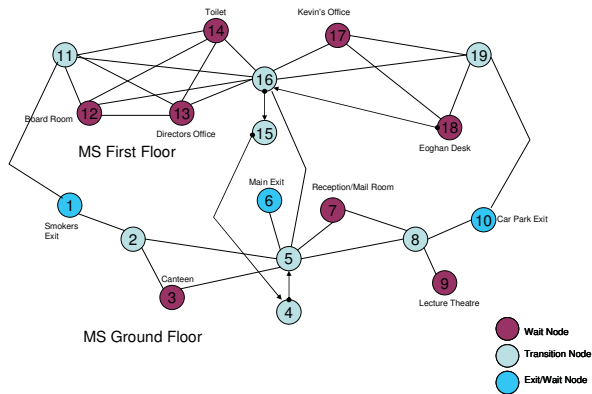 Kevin's Office
Toilet
14
17
11
16
19
12
Board Room
13
Directors Office
15
18
Eoghan Desk
MS First Floor
Main Exit
Reception/Mail Room
1
Smokers
Exit
6
7
10
Car Park Exit
2
8
5
Canteen
3
9
Lecture Theatre
4
MS Ground Floor
Wait Node
Transition Node
Exit/Wait Node